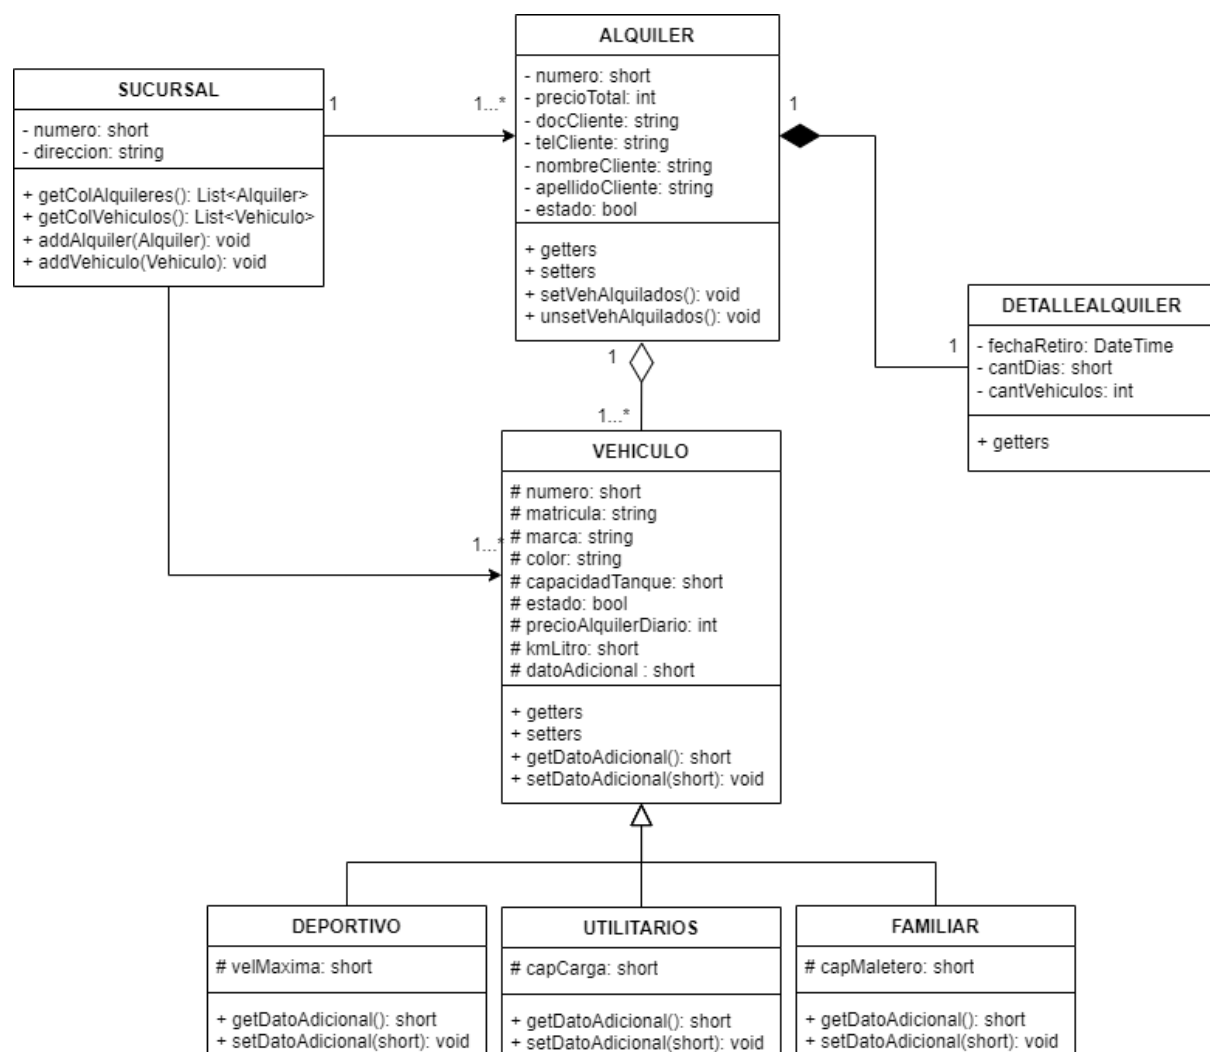 ALQUILER
- numero: short
- precioTotal: int
- docCliente: string
- telCliente: string
- nombreCliente: string
- apellidoCliente: string
- estado: bool
+ getters
+ setters
+ setVehAlquilados(): void
+ unsetVehAlquilados(): void
SUCURSAL
- numero: short
- direccion: string
+ getColAlquileres(): List<Alquiler>
+ getColVehiculos(): List<Vehiculo>
+ addAlquiler(Alquiler): void
+ addVehiculo(Vehiculo): void
1
1...*
1
1
DETALLEALQUILER
- fechaRetiro: DateTime
- cantDias: short
- cantVehiculos: int
+ getters
1
1...*
1...*
VEHICULO
# numero: short
# matricula: string
# marca: string
# color: string
# capacidadTanque: short
# estado: bool
# precioAlquilerDiario: int
# kmLitro: short
# datoAdicional : short
+ getters
+ setters
+ getDatoAdicional(): short
+ setDatoAdicional(short): void
DEPORTIVO
# velMaxima: short
+ getDatoAdicional(): short
+ setDatoAdicional(short): void
UTILITARIOS
# capCarga: short
+ getDatoAdicional(): short
+ setDatoAdicional(short): void
FAMILIAR
# capMaletero: short
+ getDatoAdicional(): short
+ setDatoAdicional(short): void